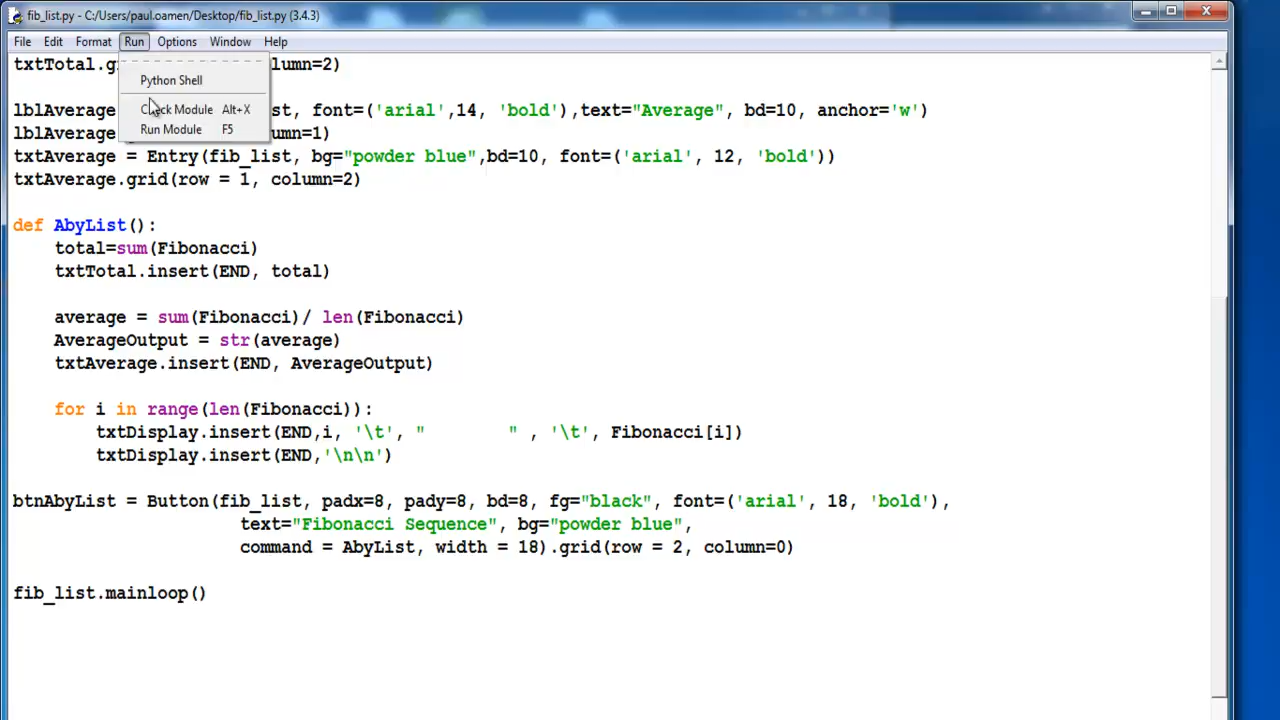 fib_list.py - C:/Users/paul.oamen/Desktop/fib_list.py (3.4.3)
File Edit Format Run Options Window Help
txtTotal.g lumn=2)
Python Shell
Check Module Alt+X
Run Module F5
lblAverage st, font=('arial',14, 'bold'),text="Average", bd=10, anchor='w')
lblAverage umn=1)
txtAverage = Entry(fib_list, bg="powder blue",bd=10, font=('arial', 12, 'bold'))
txtAverage.grid(row = 1, column=2)
def AbyList():
    total=sum(Fibonacci)
    txtTotal.insert(END, total)
    average = sum(Fibonacci)/ len(Fibonacci)
    AverageOutput = str(average)
    txtAverage.insert(END, AverageOutput)
    for i in range(len(Fibonacci)):
        txtDisplay.insert(END,i, '\t', "        " , '\t', Fibonacci[i])
        txtDisplay.insert(END,'\n\n')
btnAbyList = Button(fib_list, padx=8, pady=8, bd=8, fg="black", font=('arial', 18, 'bold'),
                      text="Fibonacci Sequence", bg="powder blue",
                      command = AbyList, width = 18).grid(row = 2, column=0)
fib_list.mainloop()